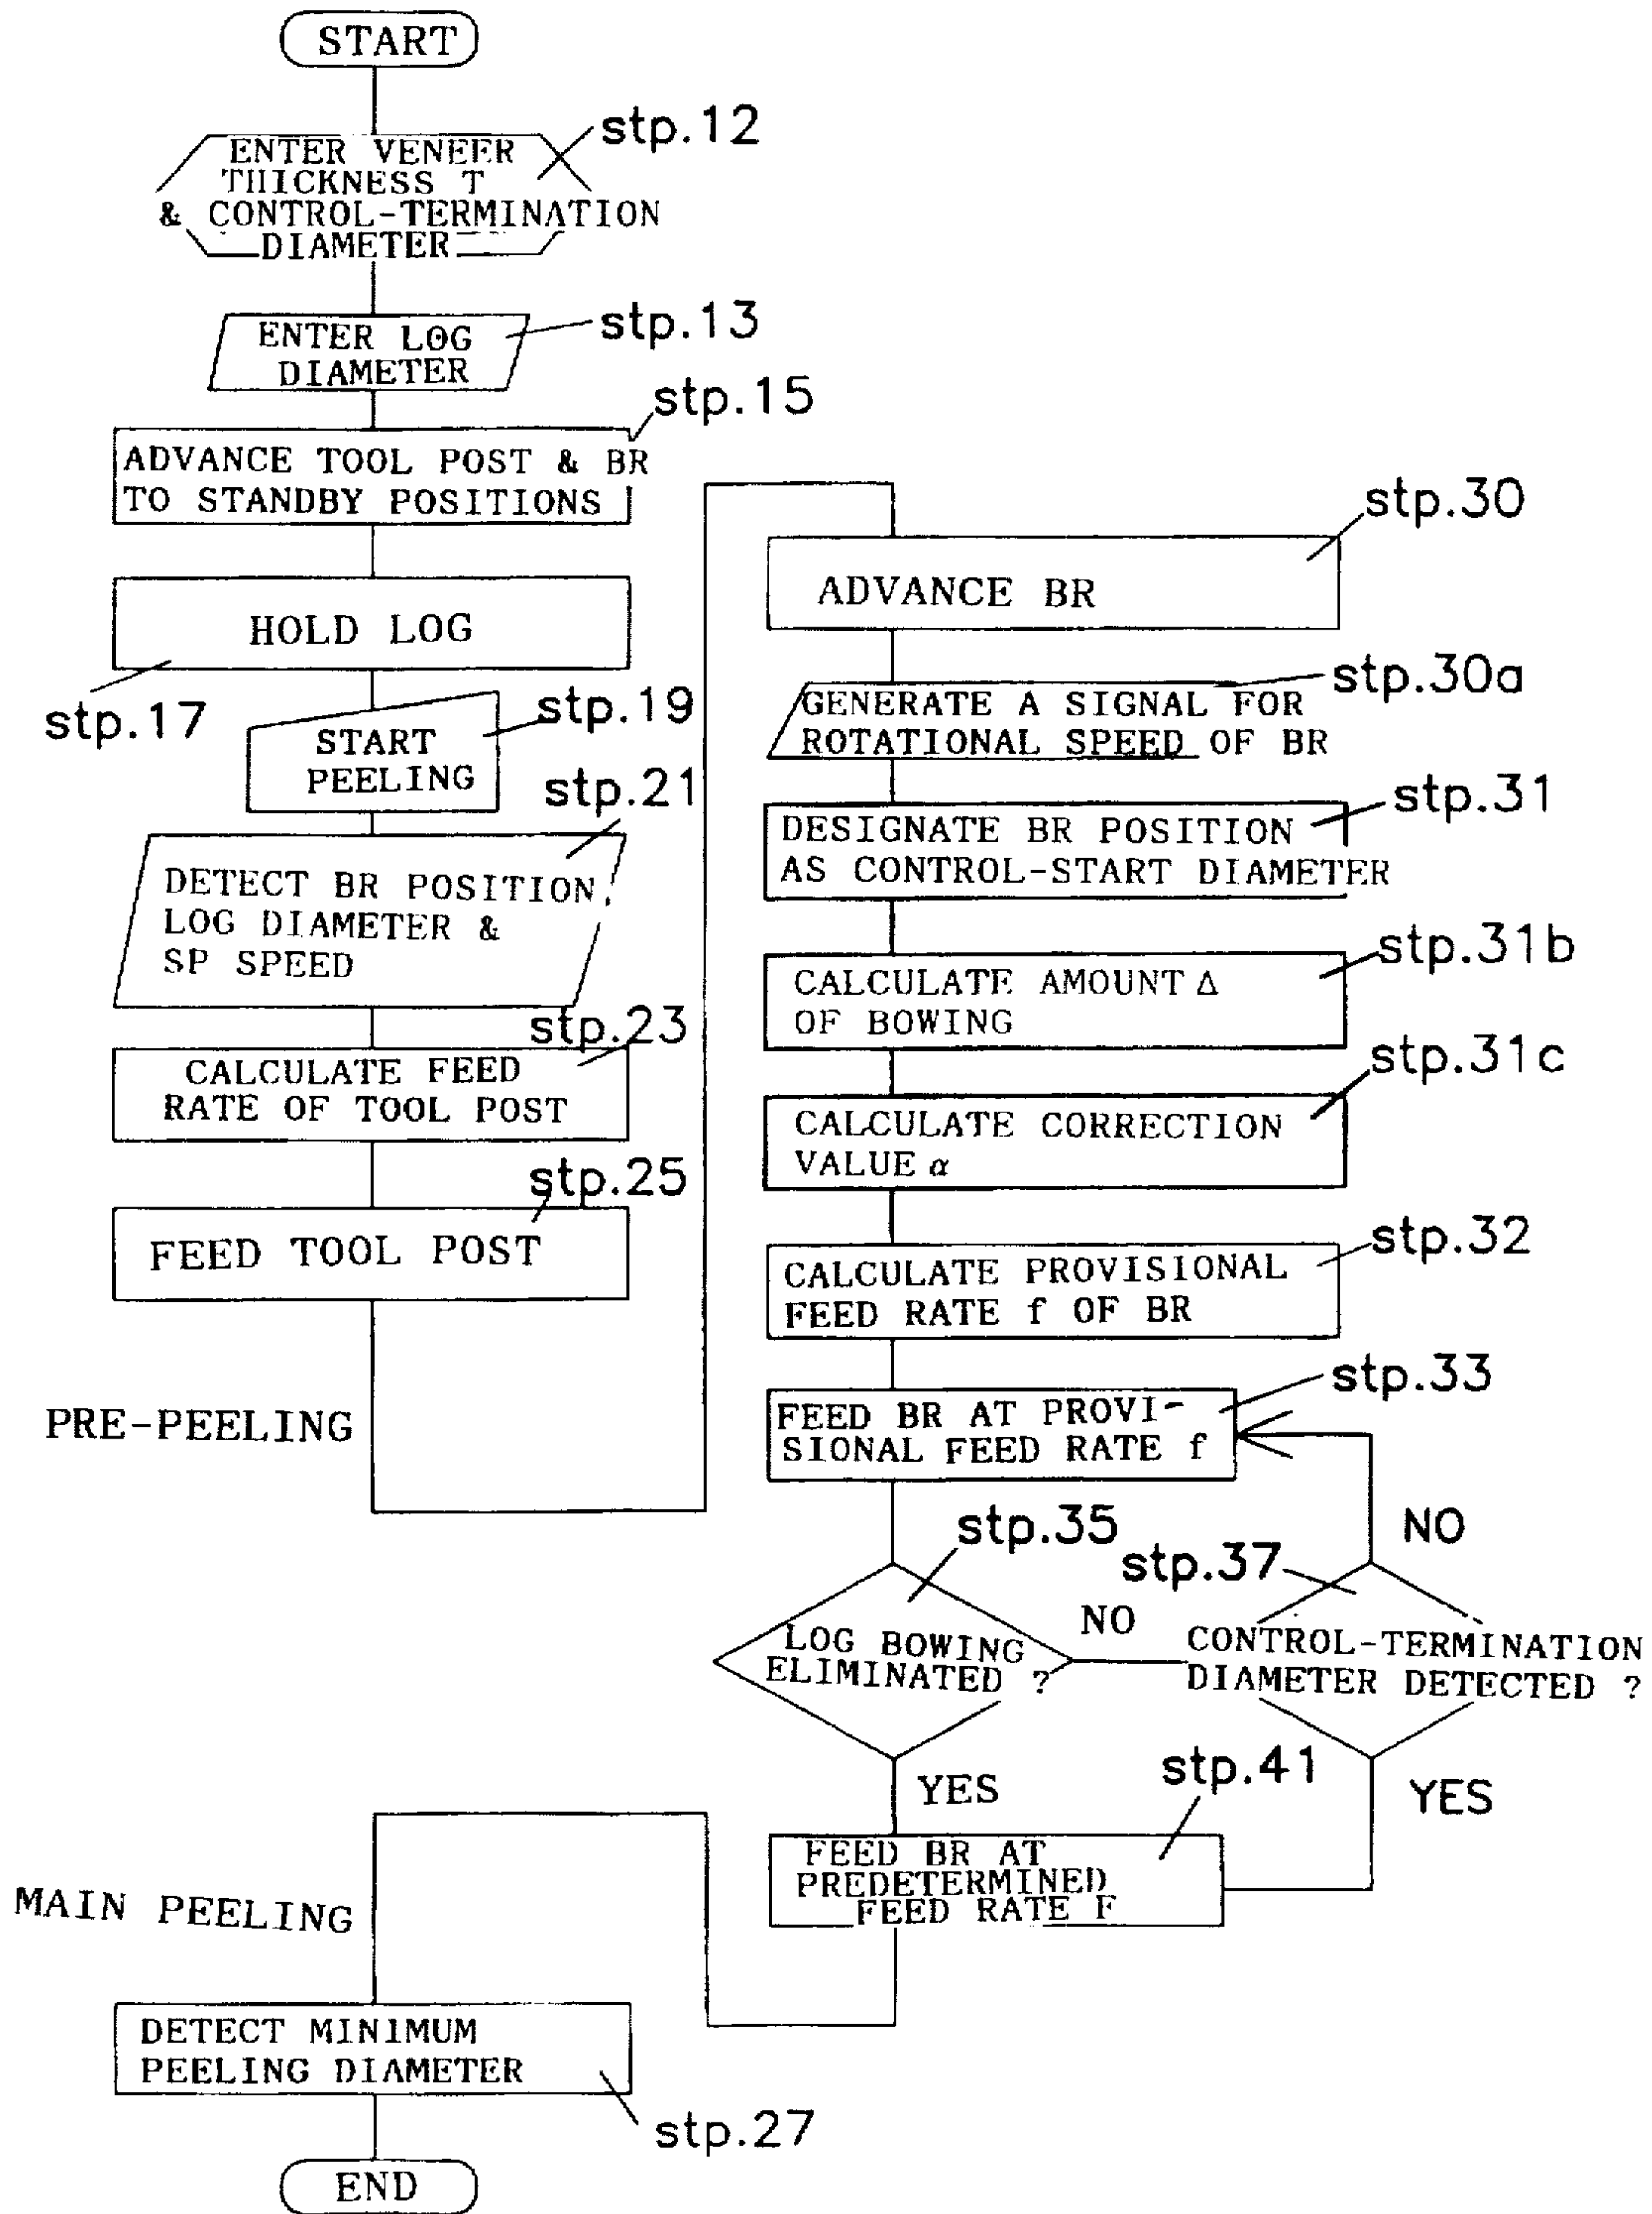 START
stp.12
ENTER VENEER
THICKNESS T
& CONTROL-TERMINATION
DIAMETER
stp.13
ENTER LOG
DIAMETER
stp.15
ADVANCE TOOL POST & BR
TO STANDBY POSITIONS
HOLD LOG
stp.17
stp.19
START
PEELING
stp.21
DETECT BR POSITION,
LOG DIAMETER &
SP SPEED
stp.23
CALCULATE FEED
RATE OF TOOL POST
stp.25
FEED TOOL POST
PRE-PEELING
stp.30
ADVANCE BR
stp.30a
GENERATE A SIGNAL FOR
ROTATIONAL SPEED OF BR
stp.31
DESIGNATE BR POSITION
AS CONTROL-START DIAMETER
stp.31b
CALCULATE AMOUNT Δ
OF BOWING
stp.31c
CALCULATE CORRECTION
VALUE α
stp.32
CALCULATE PROVISIONAL
FEED RATE f OF BR
stp.33
FEED BR AT PROVI-
SIONAL FEED RATE f
stp.35
LOG BOWING
ELIMINATED ?
NO
stp.37
NO
CONTROL-TERMINATION
DIAMETER DETECTED ?
YES
YES
stp.41
FEED BR AT
PREDETERMINED
FEED RATE F
MAIN PEELING
DETECT MINIMUM
PEELING DIAMETER
stp.27
END